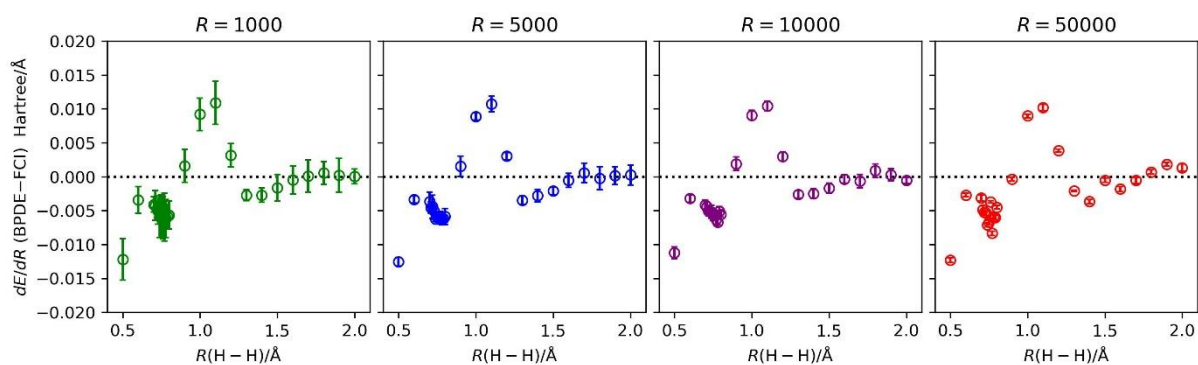 R = 1000
R = 5000
R = 10000
R = 50000
dE/dR (BPDE−FCI) Hartree/Å
0.020
0.015
0.010
0.005
0.000
−0.005
−0.010
−0.015
−0.020
0.5 1.0 1.5 2.0
0.5 1.0 1.5 2.0
0.5 1.0 1.5 2.0
0.5 1.0 1.5 2.0
R(H − H)/Å
R(H − H)/Å
R(H − H)/Å
R(H − H)/Å